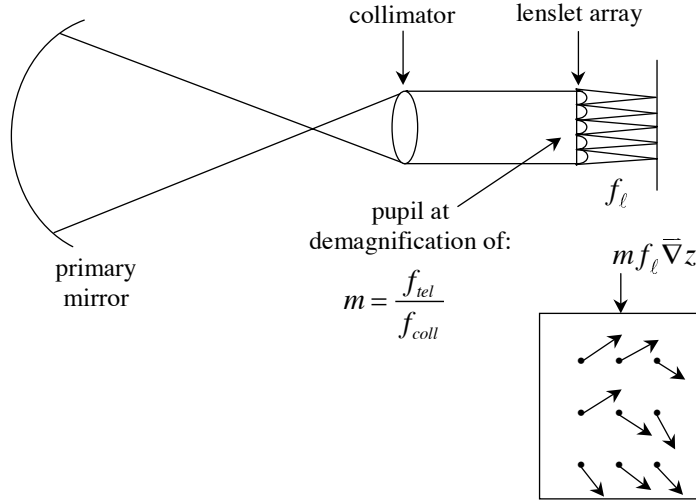 collimator
lenslet array
f_ℓ
pupil at
demagnification of:
m = f_tel / f_coll
primary
mirror
m f_ℓ ∇̅z